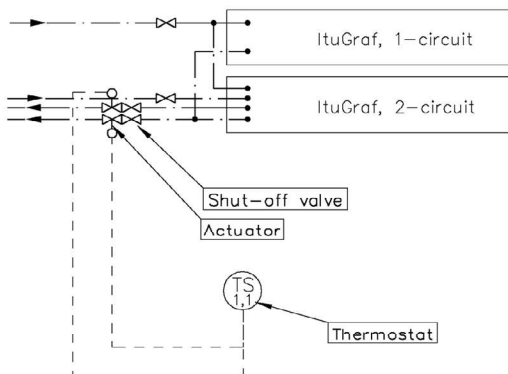 ItuGraf, 1-circuit
ItuGraf, 2-circuit
Shut-off valve
Actuator
TS
1,1
Thermostat